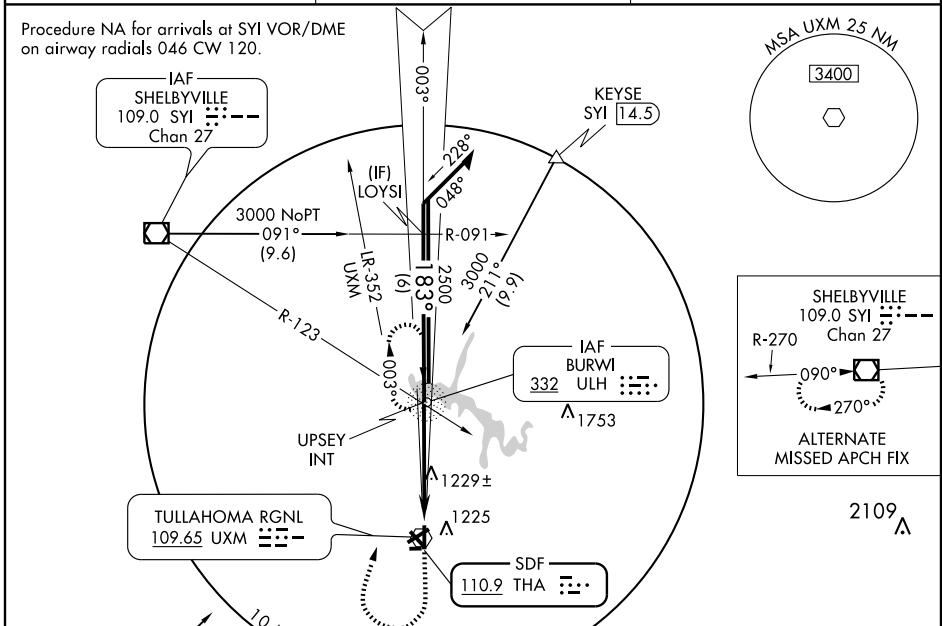 Procedure NA for arrivals at SYI VOR/DME
on airway radials 046 CW 120.
IAF
SHELBYVILLE
109.0 SYI
Chan 27
003°
KEYSE
SYI 14.5
MSA UXM 25 NM
3400
(IF)
LOYSI
228°
048°
3000 NoPT
091°
(9.6)
R-091
LR-352
UXM
2500
183°
(6)
3000
211°
(9.9)
R-123
003°
IAF
BURWI
332 ULH
1753
UPSEY
INT
1229±
1225
TULLAHOMA RGNL
109.65 UXM
SDF
110.9 THA
10
SHELBYVILLE
109.0 SYI
Chan 27
R-270
090°
270°
ALTERNATE
MISSED APCH FIX
2109